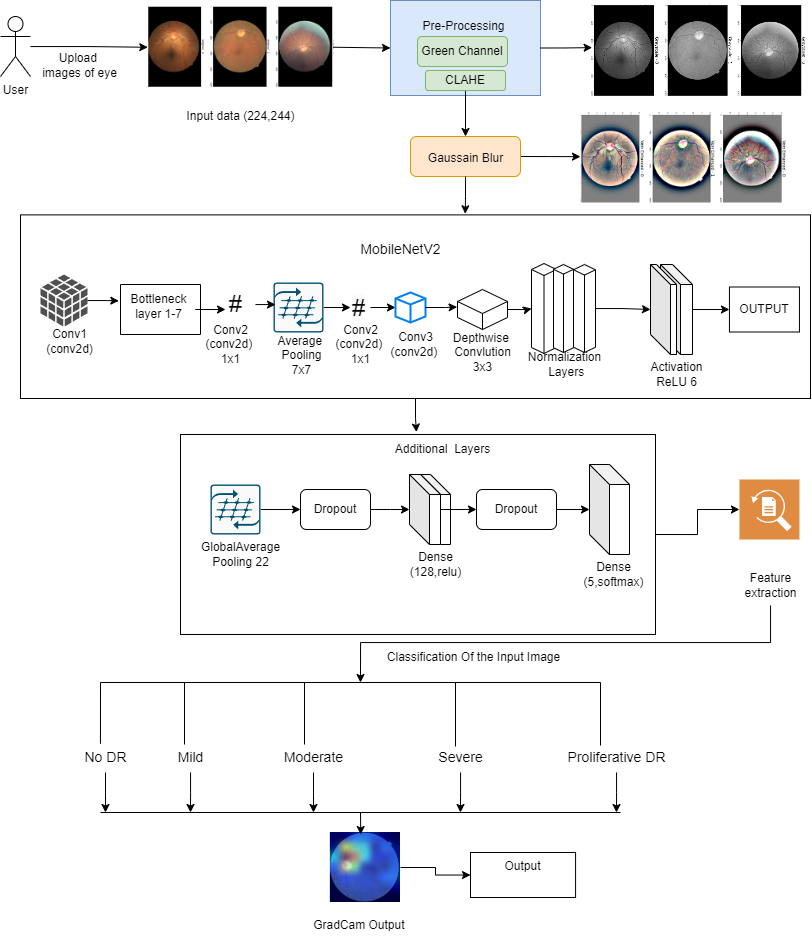 User
Upload
images of eye
Input data (224,244)
Pre-Processing
Green Channel
CLAHE
Gaussain Blur
MobileNetV2
Conv1
(conv2d)
Bottleneck
layer 1-7
#
Conv2
(conv2d)
1x1
Average
Pooling
7x7
#
Conv2
(conv2d)
1x1
Conv3
(conv2d)
Depthwise
Convlution
3x3
Normalization
Layers
Activation
ReLU 6
OUTPUT
Additional Layers
GlobalAverage
Pooling 22
Dropout
Dense
(128,relu)
Dropout
Dense
(5,softmax)
Feature
extraction
Classification Of the Input Image
No DR
Mild
Moderate
Severe
Proliferative DR
GradCam Output
Output